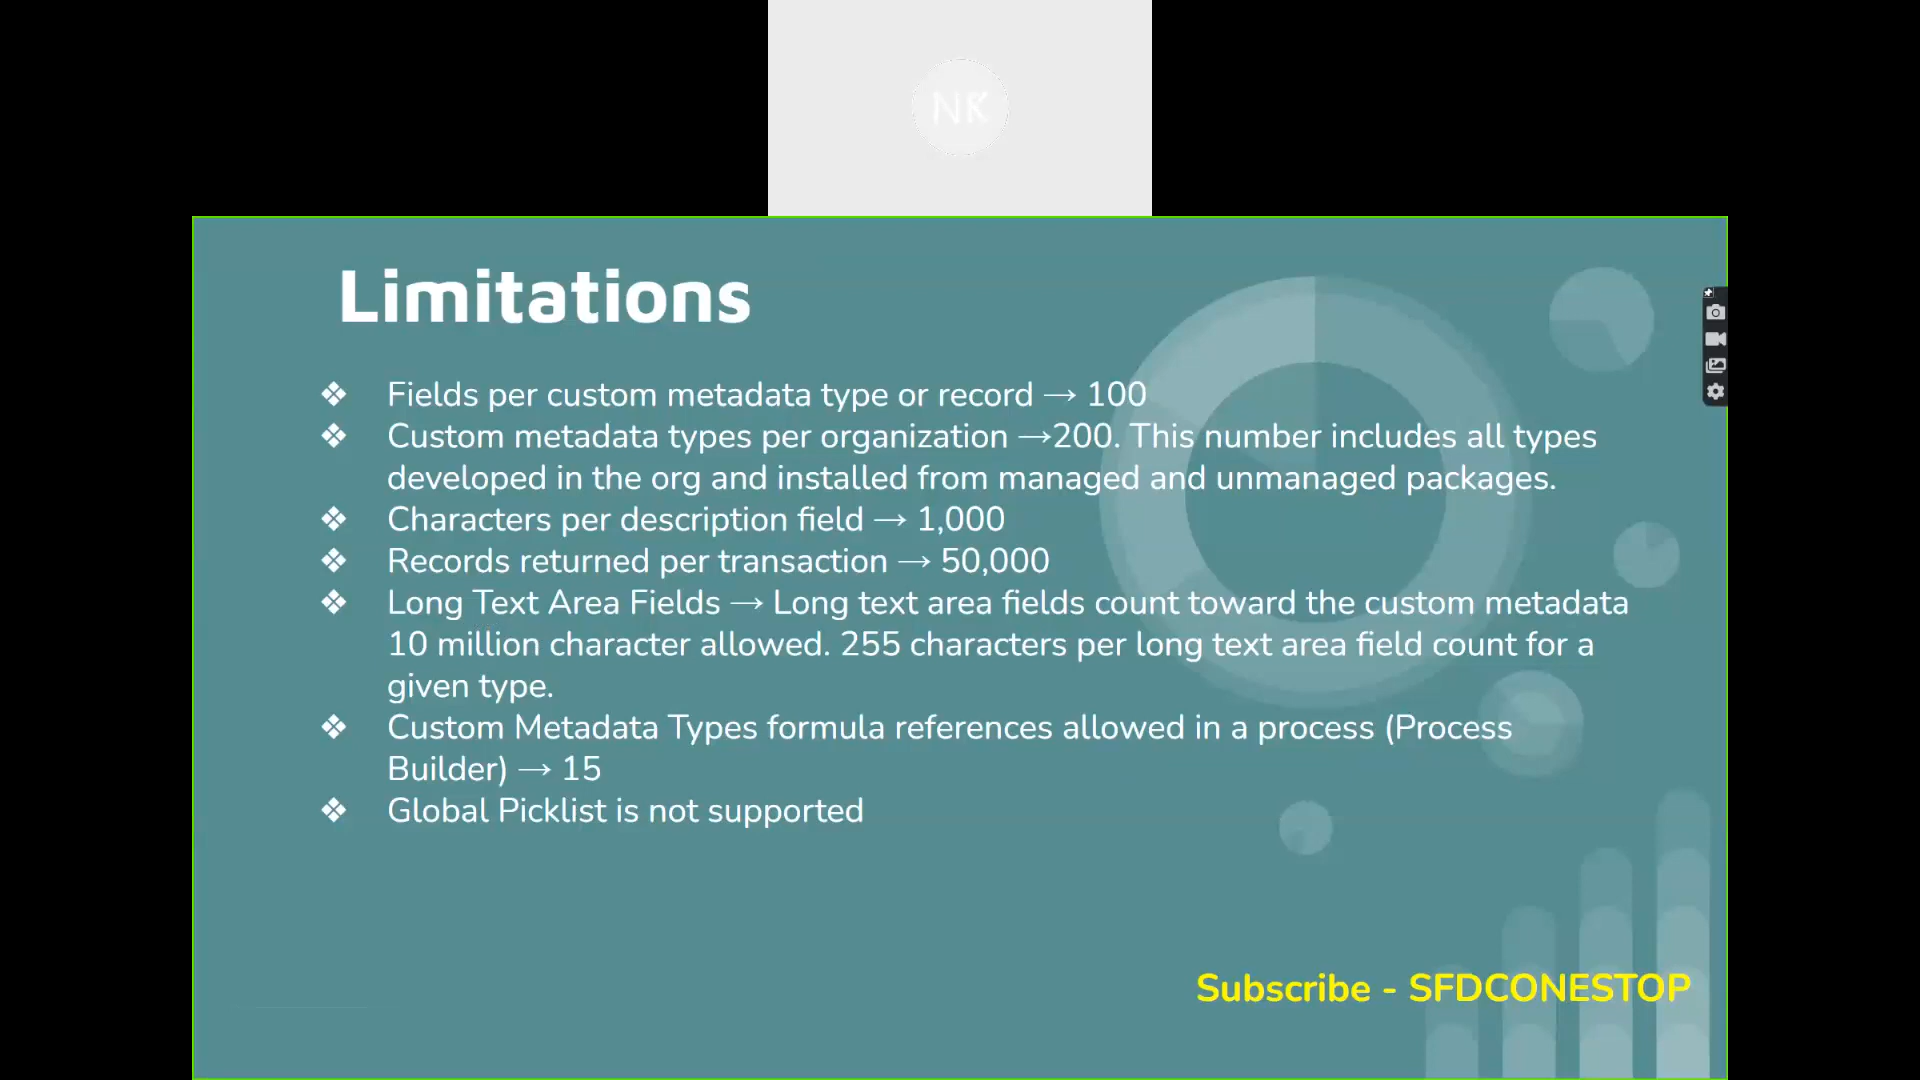 NK
Limitations
❖ Fields per custom metadata type or record → 100
❖ Custom metadata types per organization →200. This number includes all types
developed in the org and installed from managed and unmanaged packages.
❖ Characters per description field → 1,000
❖ Records returned per transaction → 50,000
❖ Long Text Area Fields → Long text area fields count toward the custom metadata
10 million character allowed. 255 characters per long text area field count for a
given type.
❖ Custom Metadata Types formula references allowed in a process (Process
Builder) → 15
❖ Global Picklist is not supported
Subscribe - SFDCONESTOP